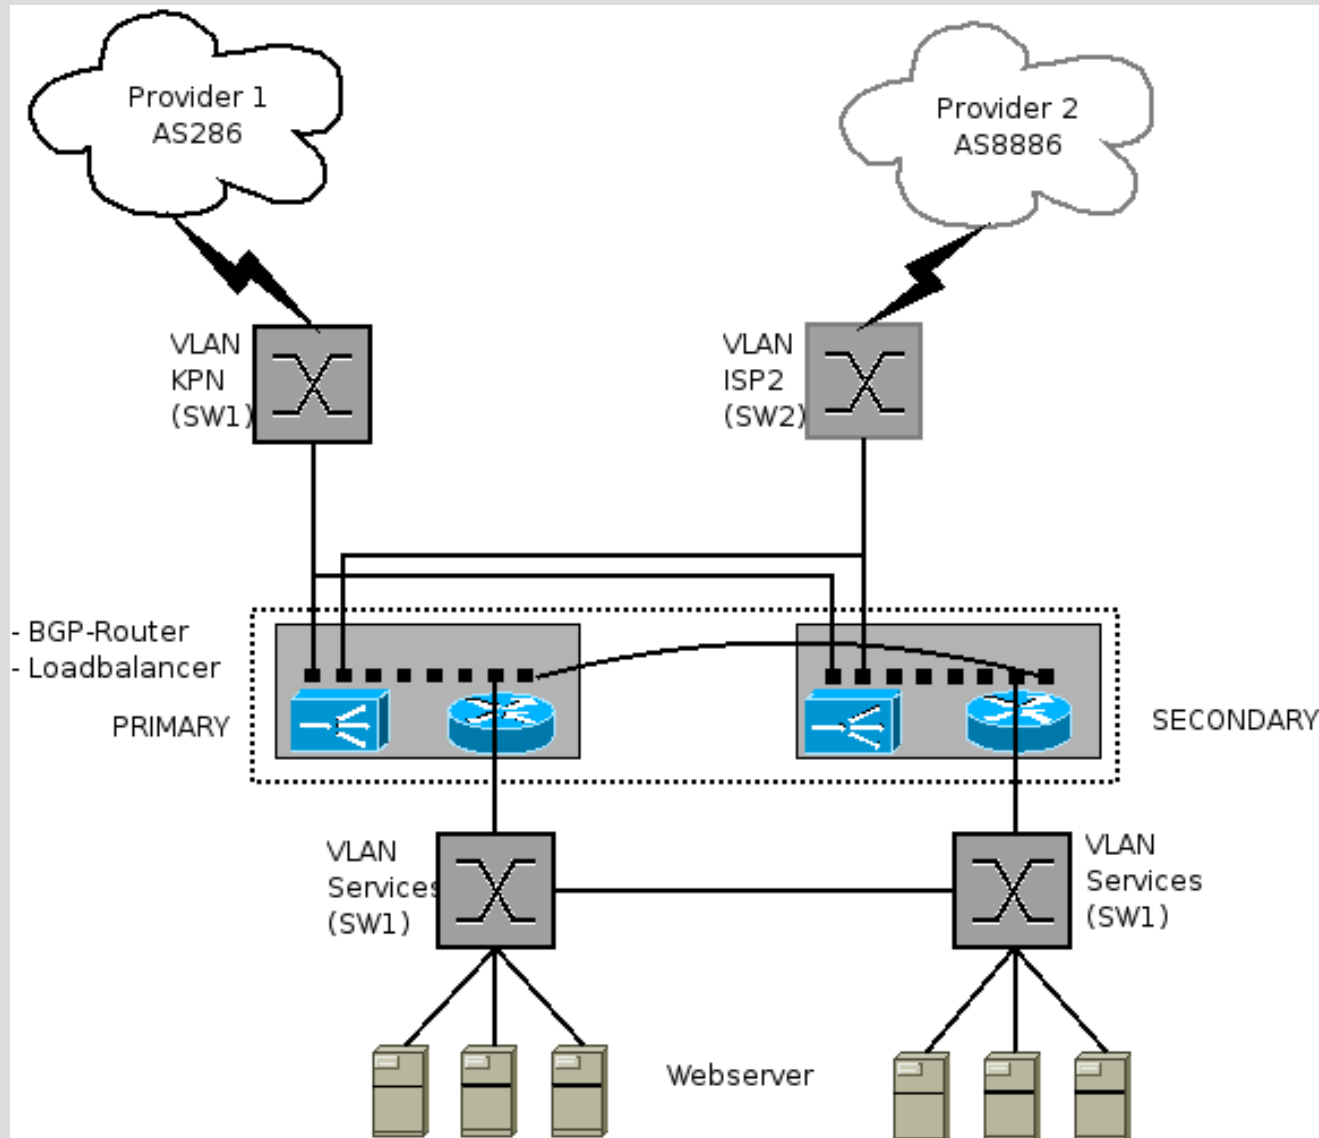 Provider 1
AS286
Provider 2
AS8886
VLAN
KPN
(SW1)
VLAN
ISP2
(SW2)
- BGP-Router
- Loadbalancer
PRIMARY
SECONDARY
VLAN
Services
(SW1)
VLAN
Services
(SW1)
Webserver